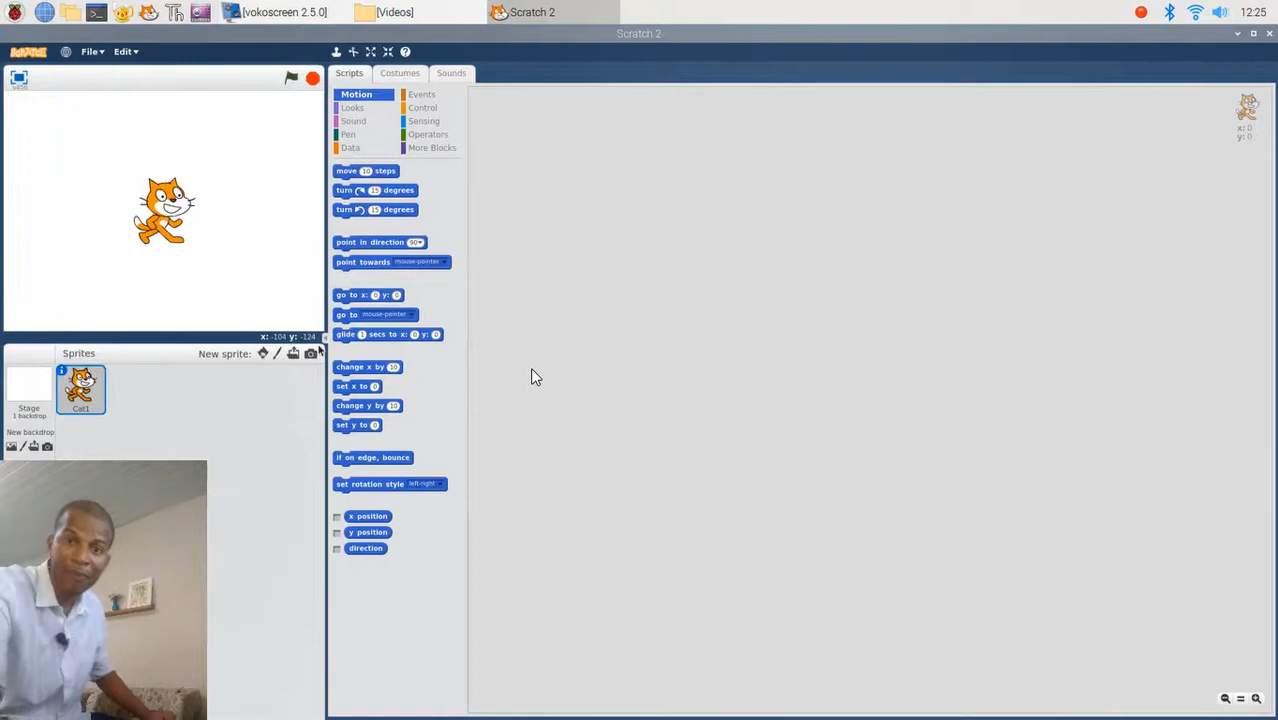 [vokoscreen 2.5.0] [Videos] Scratch 2 12:25
Scratch 2
SCRATCH File Edit
v456
Scripts Costumes Sounds
Motion Events
Looks Control
Sound Sensing
Pen Operators
Data More Blocks
move 10 steps
turn 15 degrees
turn 15 degrees
point in direction 90
point towards mouse-pointer
go to x: 0 y: 0
go to mouse-pointer
glide 1 secs to x: 0 y: 0
change x by 10
set x to 0
change y by 10
set y to 0
if on edge, bounce
set rotation style left-right
x position
y position
direction
x: 0
y: 0
x: -104 y: -124
Sprites New sprite:
Stage
1 backdrop
New backdrop
Cat1